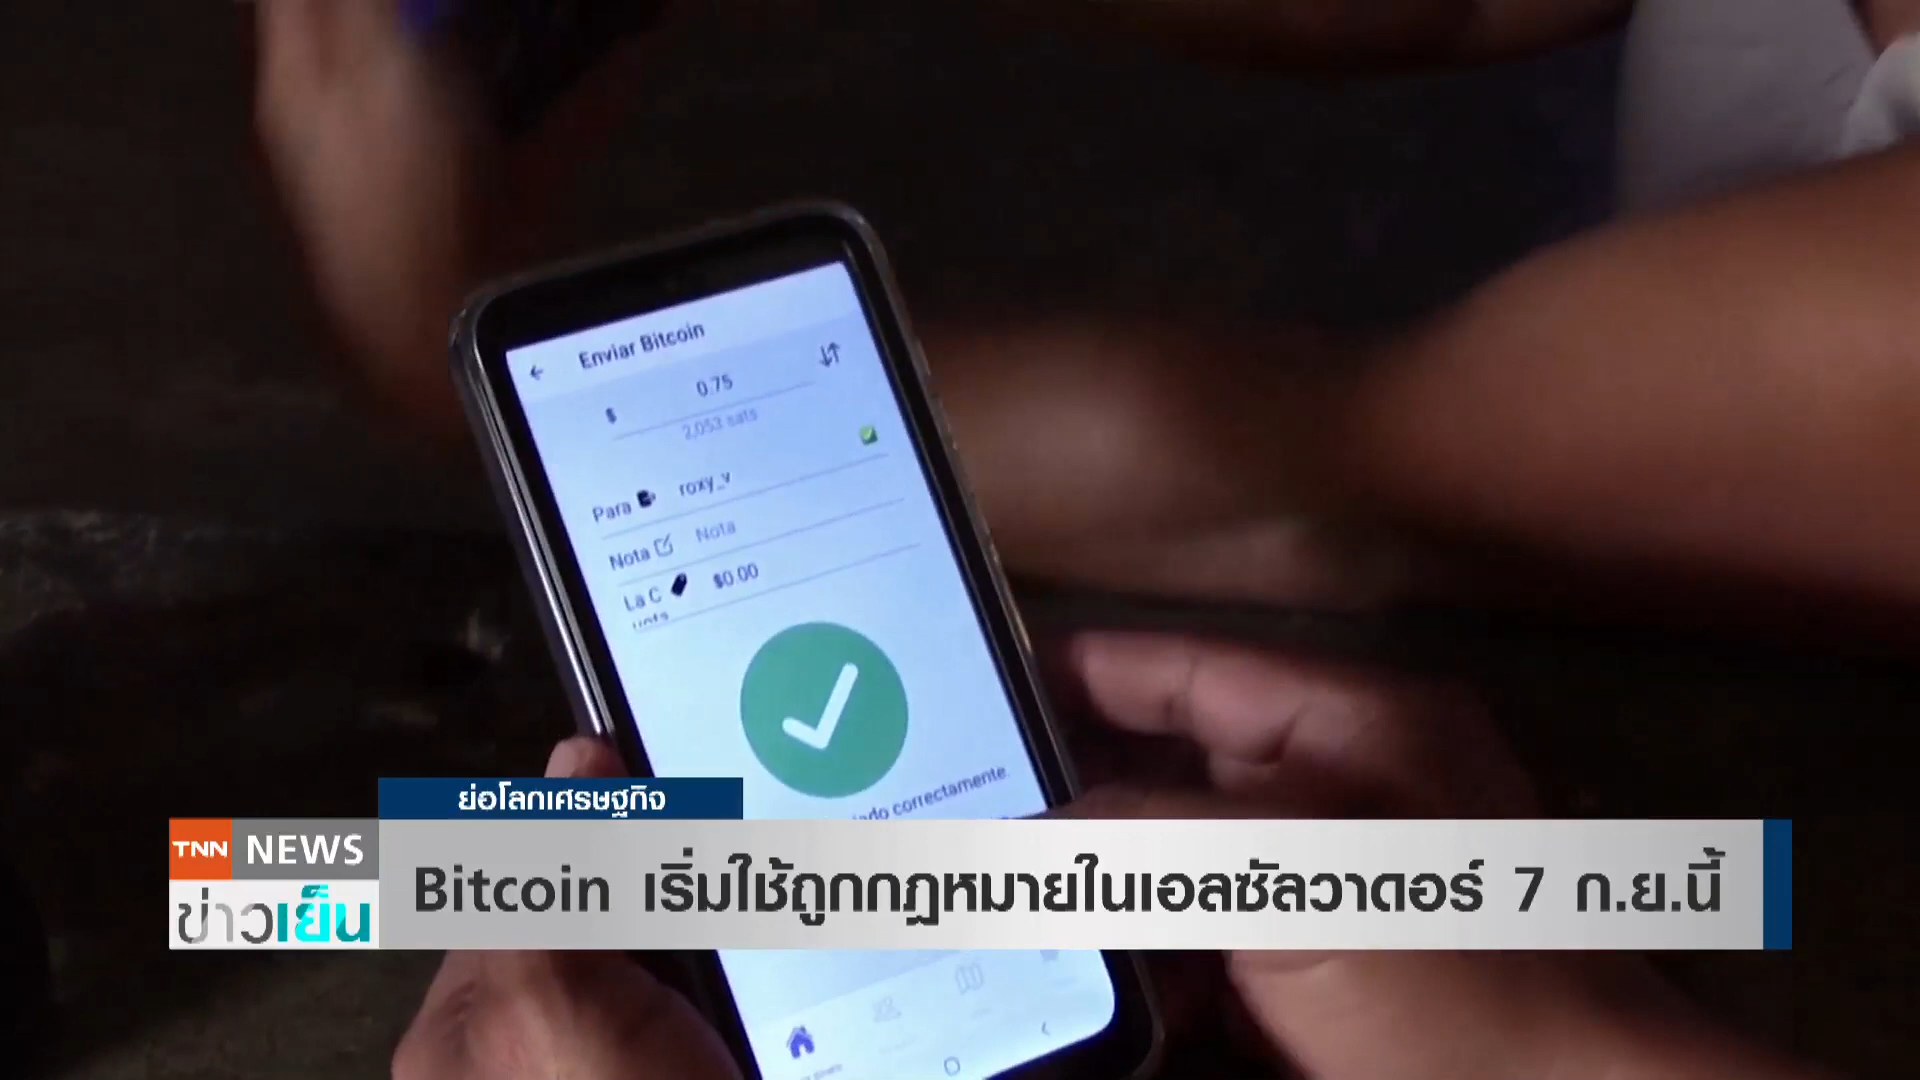 Enviar Bitcoin
$ 0.75
2,053 sats
Para roxy_v
Nota Nota
La C $0.00
correctamente.
ย่อโลกเศรษฐกิจ
TNN NEWS
ข่าวเย็น
Bitcoin เริ่มใช้ถูกกฎหมายในเอลซัลวาดอร์ 7 ก.ย.นี้